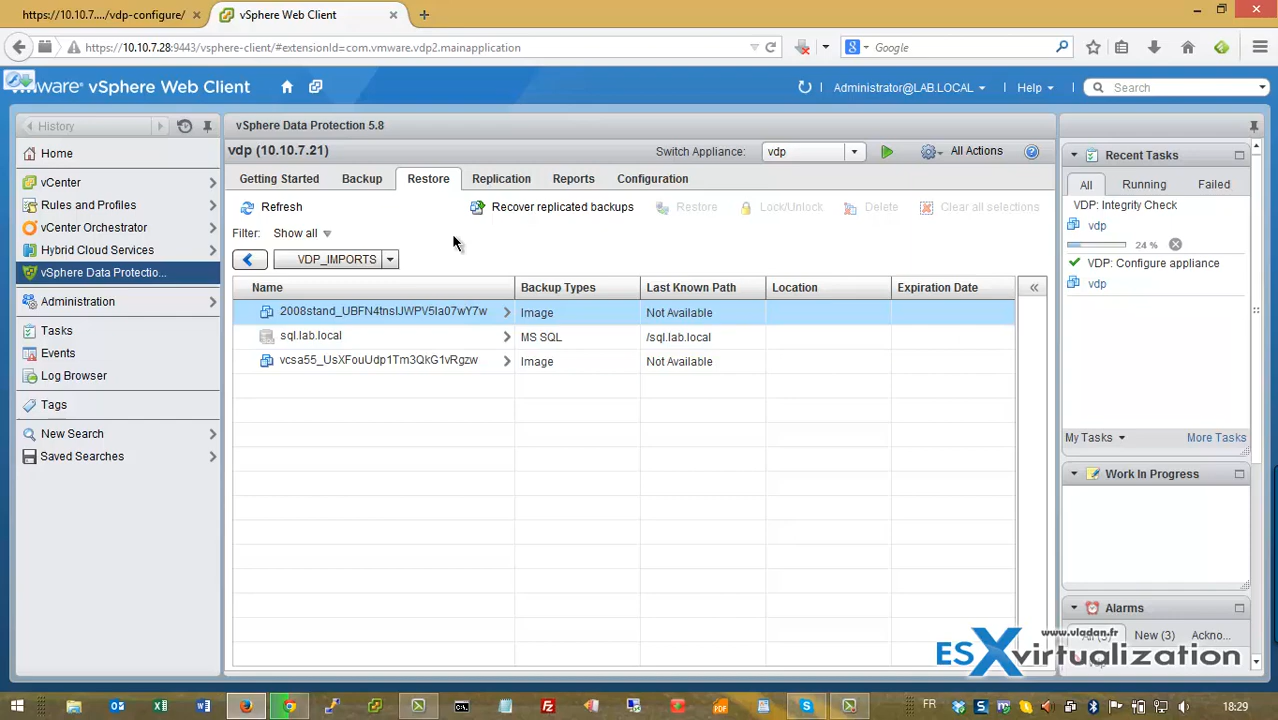 https://10.10.7..../vdp-configure/
vSphere Web Client
https://10.10.7.28:9443/vsphere-client/#extensionId=com.vmware.vdp2.mainapplication
Google
vSphere Web Client
Administrator@LAB.LOCAL
Help
Search
History
Home
vCenter
Rules and Profiles
vCenter Orchestrator
Hybrid Cloud Services
vSphere Data Protectio...
Administration
Tasks
Events
Log Browser
Tags
New Search
Saved Searches
vSphere Data Protection 5.8
vdp (10.10.7.21)
Switch Appliance:
vdp
All Actions
Getting Started
Backup
Restore
Replication
Reports
Configuration
Refresh
Recover replicated backups
Restore
Lock/Unlock
Delete
Clear all selections
Filter:
Show all
VDP_IMPORTS
Name Backup Types Last Known Path Location Expiration Date
2008stand_UBFN4tnslJWPV5Ia07wY7w Image Not Available
sql.lab.local MS SQL /sql.lab.local
vcsa55_UsXFouUdp1Tm3QkG1vRgzw Image Not Available
Recent Tasks
All
Running
Failed
VDP: Integrity Check
vdp
24 %
VDP: Configure appliance
vdp
My Tasks
More Tasks
Work In Progress
Alarms
New (3)
Ackno...
www.vladan.fr
ESXvirtualization
FR
18:29